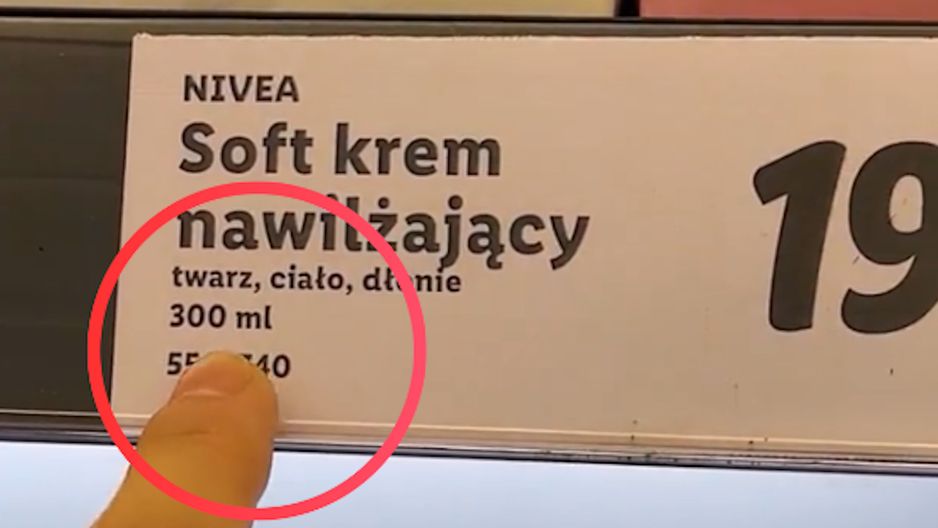 NIVEA
Soft krem
nawilżający
twarz, ciało, dłonie
300 ml
19